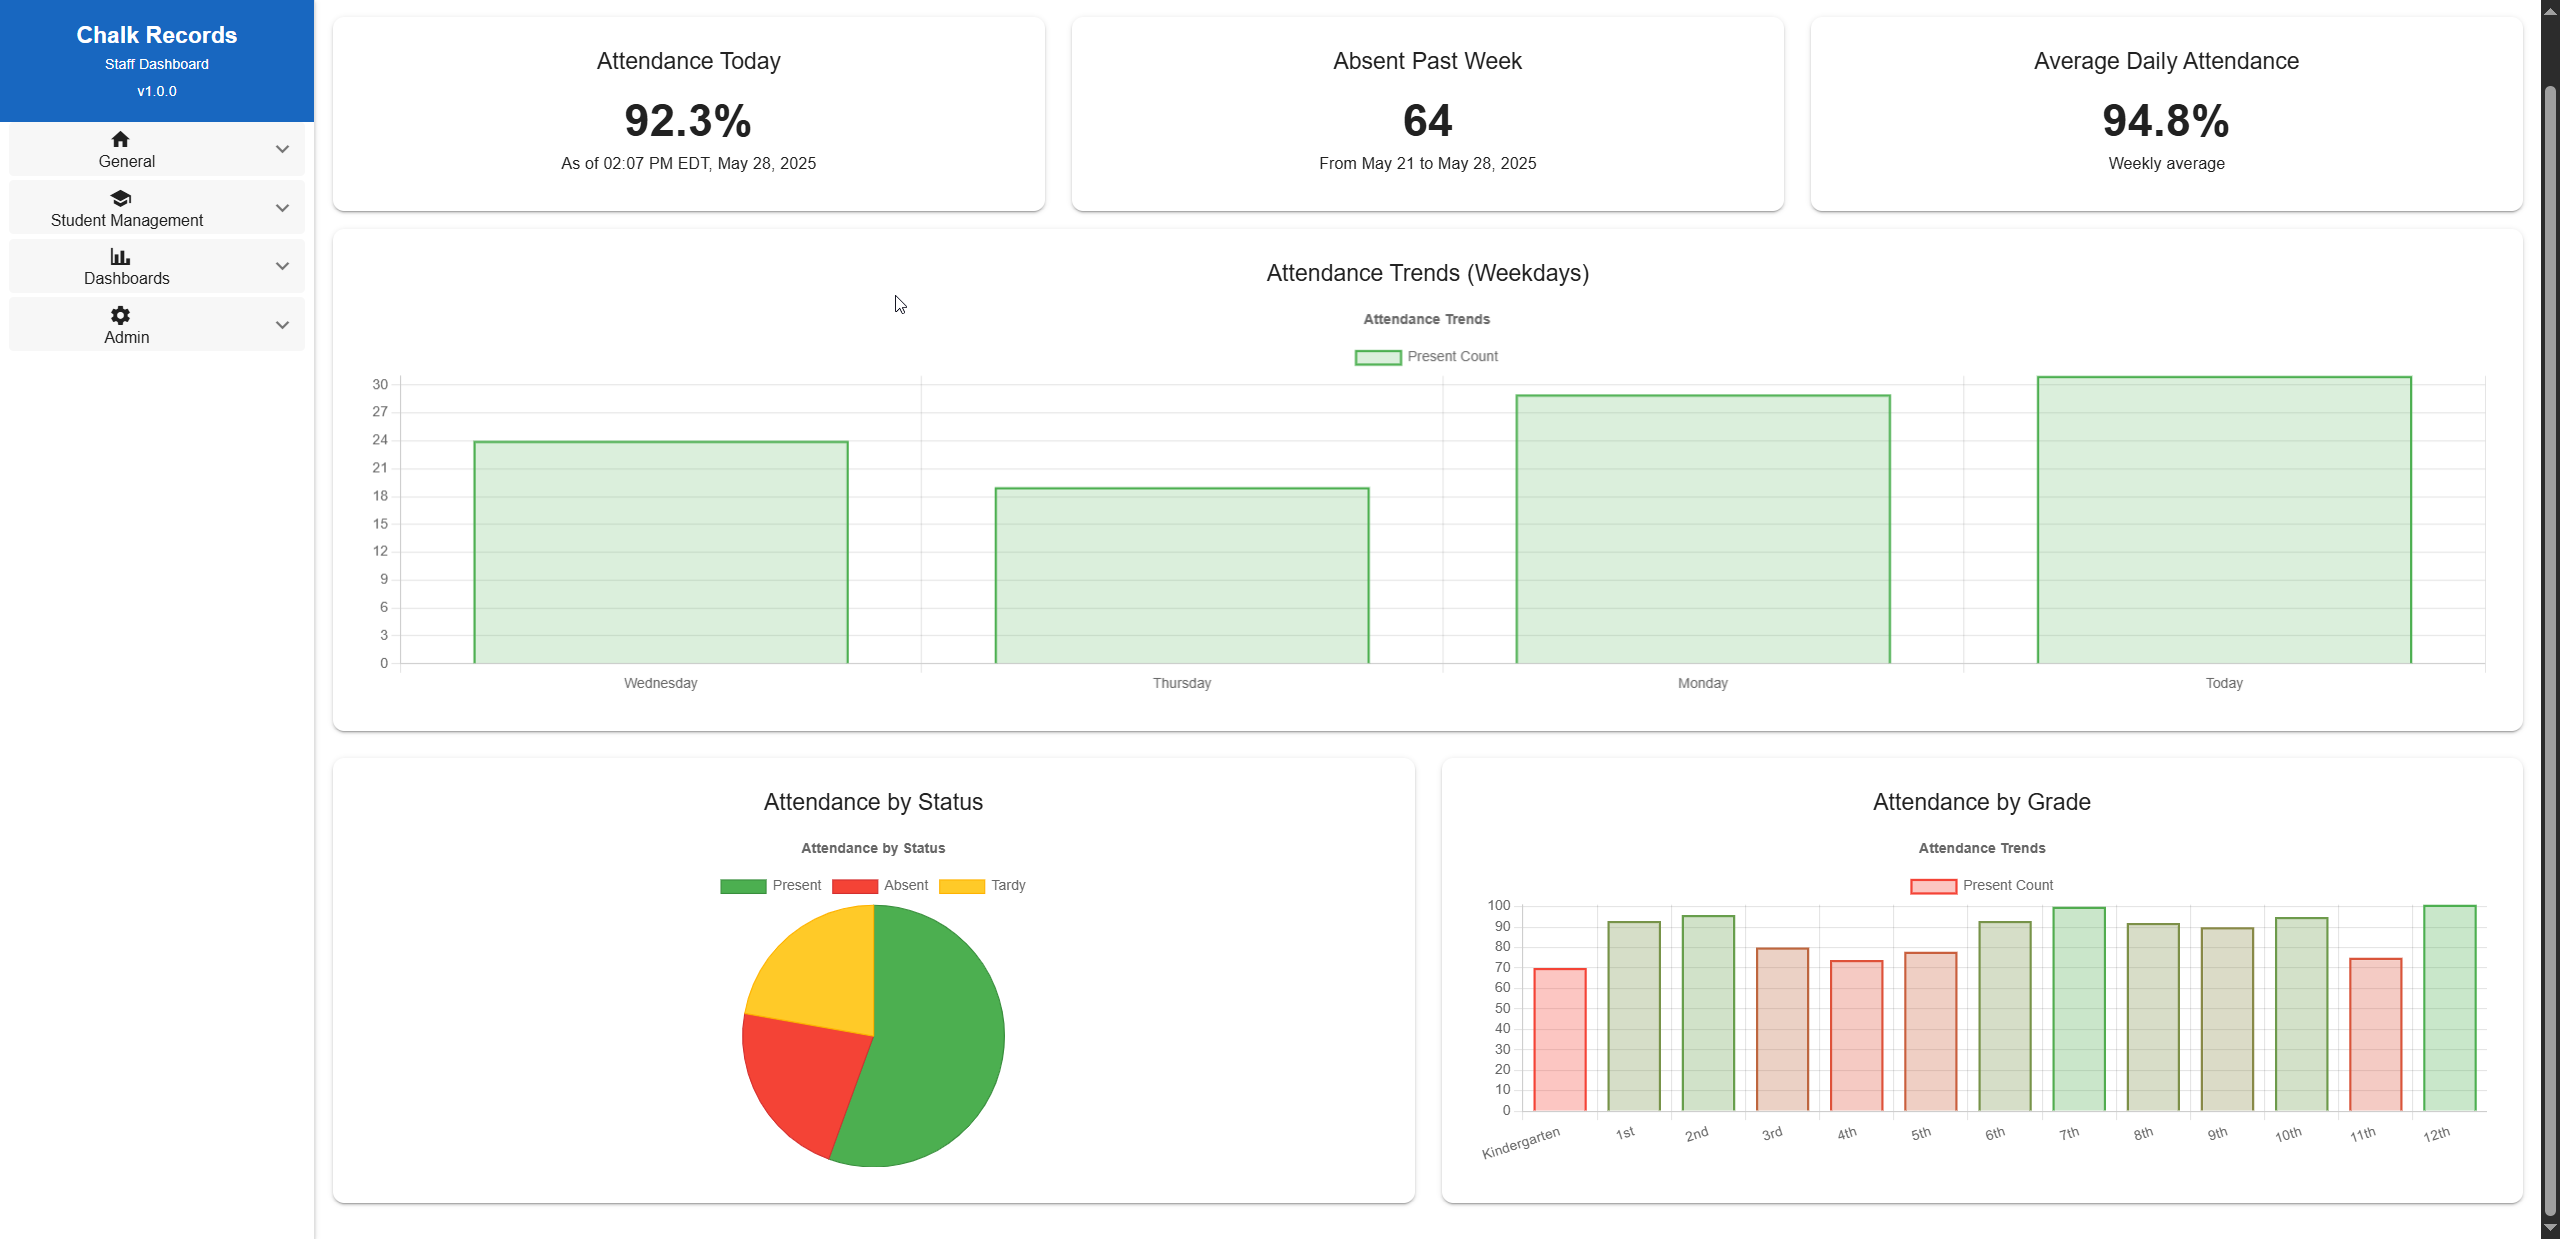 Chalk Records
Staff Dashboard
v1.0.0
General
Student Management
Dashboards
Admin
Attendance Today
92.3%
As of 02:07 PM EDT, May 28, 2025
Absent Past Week
64
From May 21 to May 28, 2025
Average Daily Attendance
94.8%
Weekly average
Attendance Trends (Weekdays)
Attendance Trends
Present Count
30
27
24
21
18
15
12
9
6
3
0
Wednesday Thursday Monday Today
Attendance by Status
Attendance by Status
Present Absent Tardy
Attendance by Grade
Attendance Trends
Present Count
100
90
80
70
60
50
40
30
20
10
0
Kindergarten 1st 2nd 3rd 4th 5th 6th 7th 8th 9th 10th 11th 12th